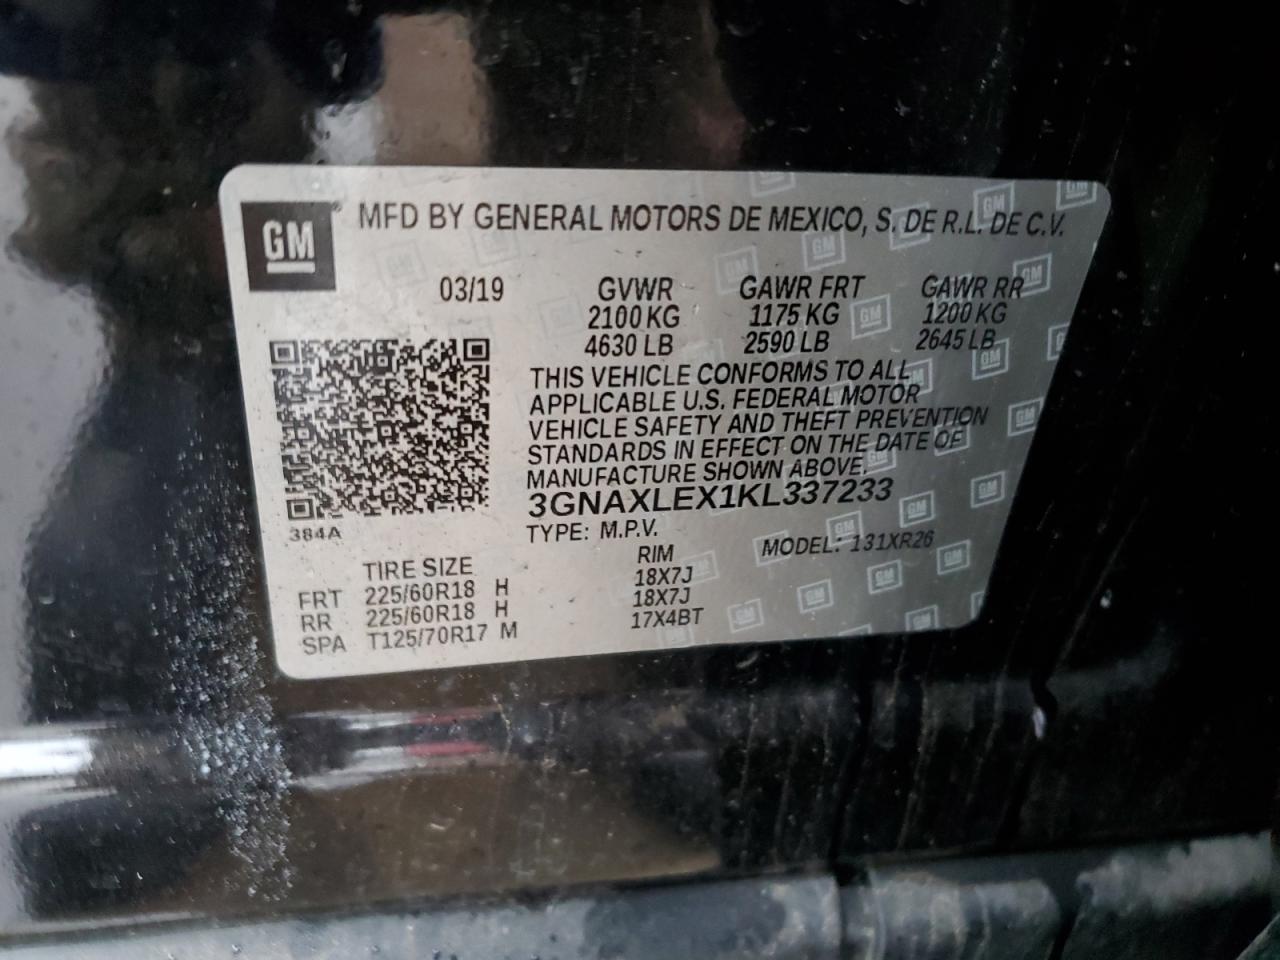 GM
MFD BY GENERAL MOTORS DE MEXICO, S. DE R.L. DE C.V.
03/19 GVWR GAWR FRT GAWR RR
2100 KG 1175 KG 1200 KG
4630 LB 2590 LB 2645 LB
THIS VEHICLE CONFORMS TO ALL
APPLICABLE U.S. FEDERAL MOTOR
VEHICLE SAFETY AND THEFT PREVENTION
STANDARDS IN EFFECT ON THE DATE OF
MANUFACTURE SHOWN ABOVE.
3GNAXLEX1KL337233
384A
TYPE: M.P.V. MODEL: 131XR26
TIRE SIZE RIM
FRT 225/60R18 H 18X7J
RR 225/60R18 H 18X7J
SPA T125/70R17 M 17X4BT